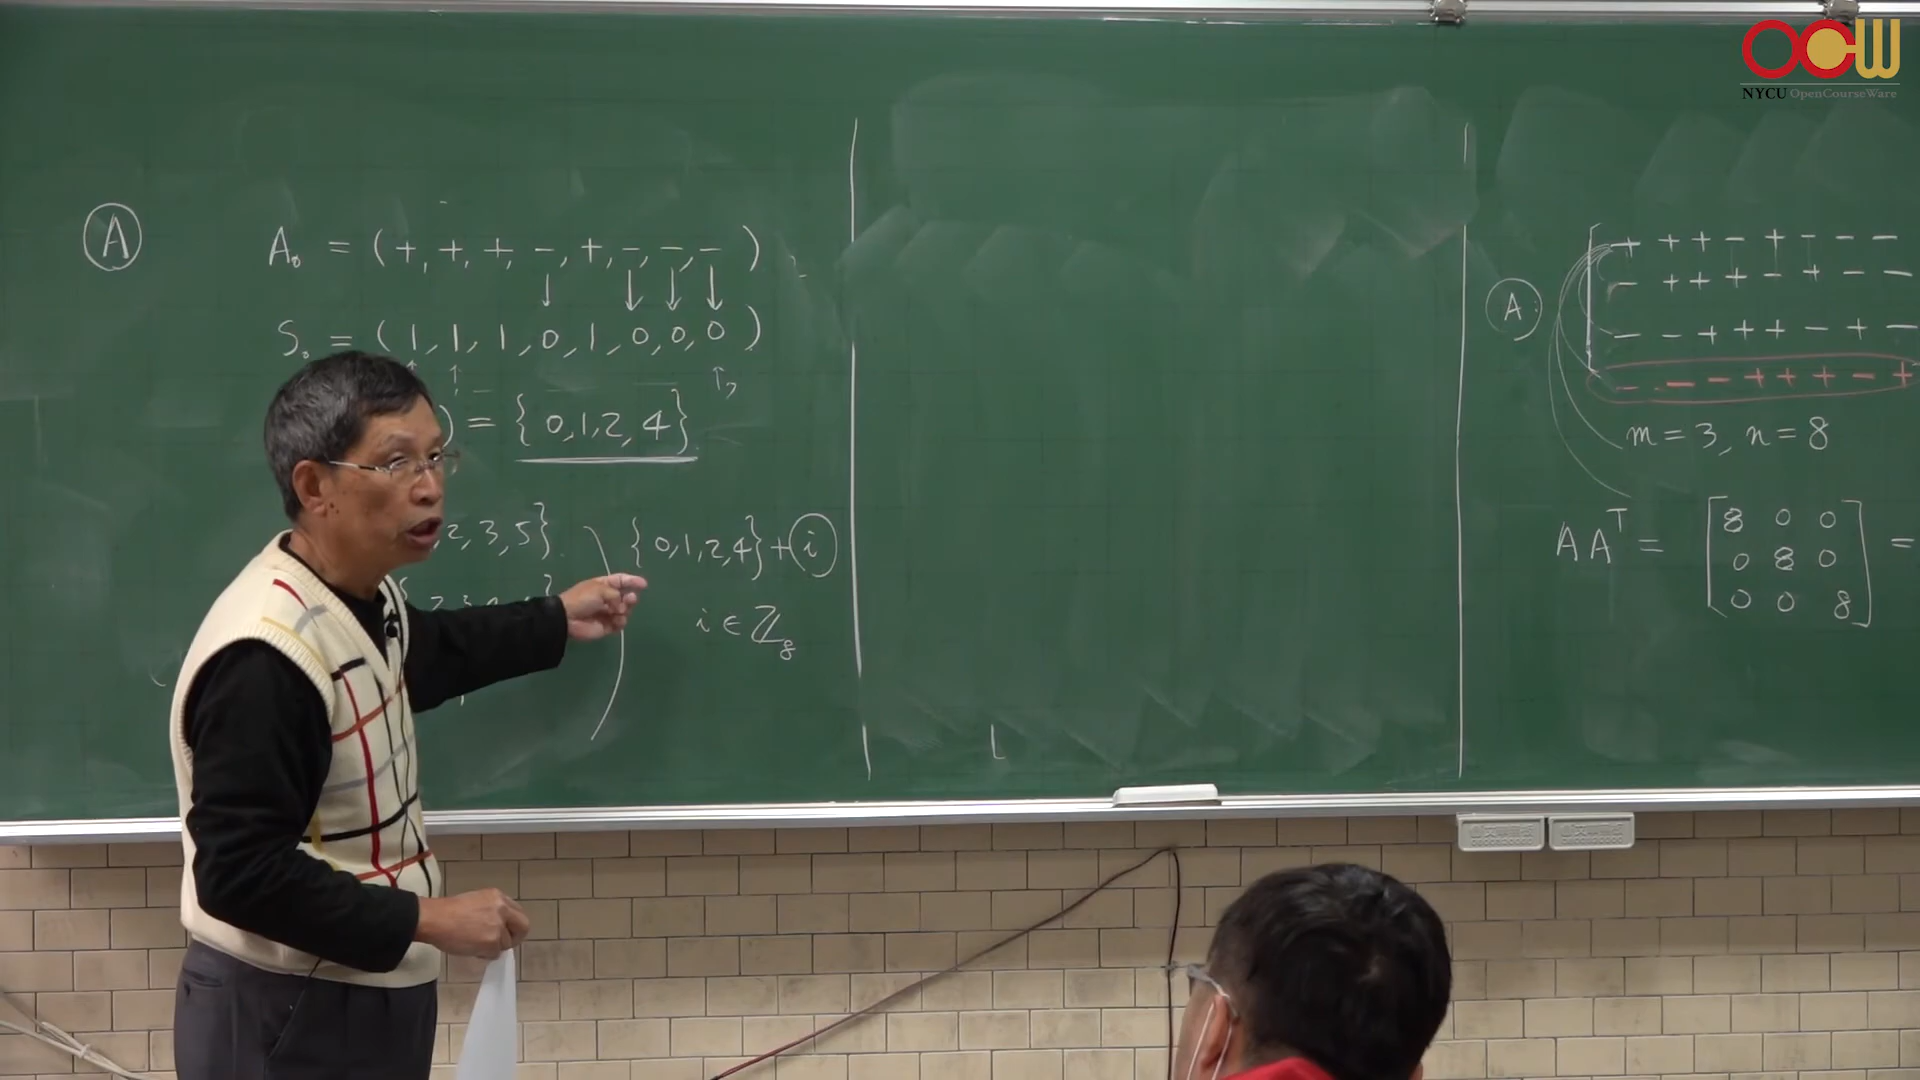 OCW
NYCU OpenCourseWare
Ⓐ
A₀ = (+, +, +, −, +, −, −, −)
↓ ↓ ↓ ↓
S₀ = (1, 1, 1, 0, 1, 0, 0, 0)
↑ ↑ ↑
) = {0,1,2,4}
2,3,5}
{0,1,2,4} + ⓘ
i ∈ ℤ₈
L
Ⓐ:
+ + + − + − − −
− + + + − + − −
− − + + + − + −
− − − + + + − +
m = 3, n = 8
AAᵀ = [8 0 0
0 8 0
0 0 8] =